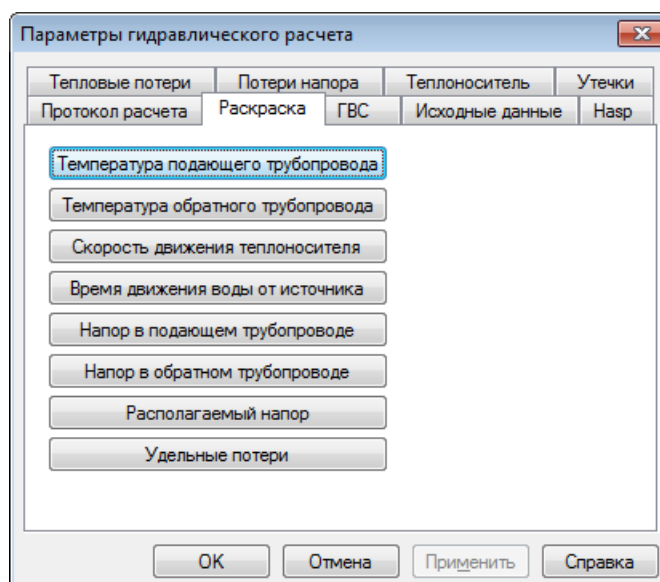 Параметры гидравлического расчета
Тепловые потери Потери напора Теплоноситель Утечки
Протокол расчета Раскраска ГВС Исходные данные Hasp
Температура подающего трубопровода
Температура обратного трубопровода
Скорость движения теплоносителя
Время движения воды от источника
Напор в подающем трубопроводе
Напор в обратном трубопроводе
Располагаемый напор
Удельные потери
OK Отмена Применить Справка